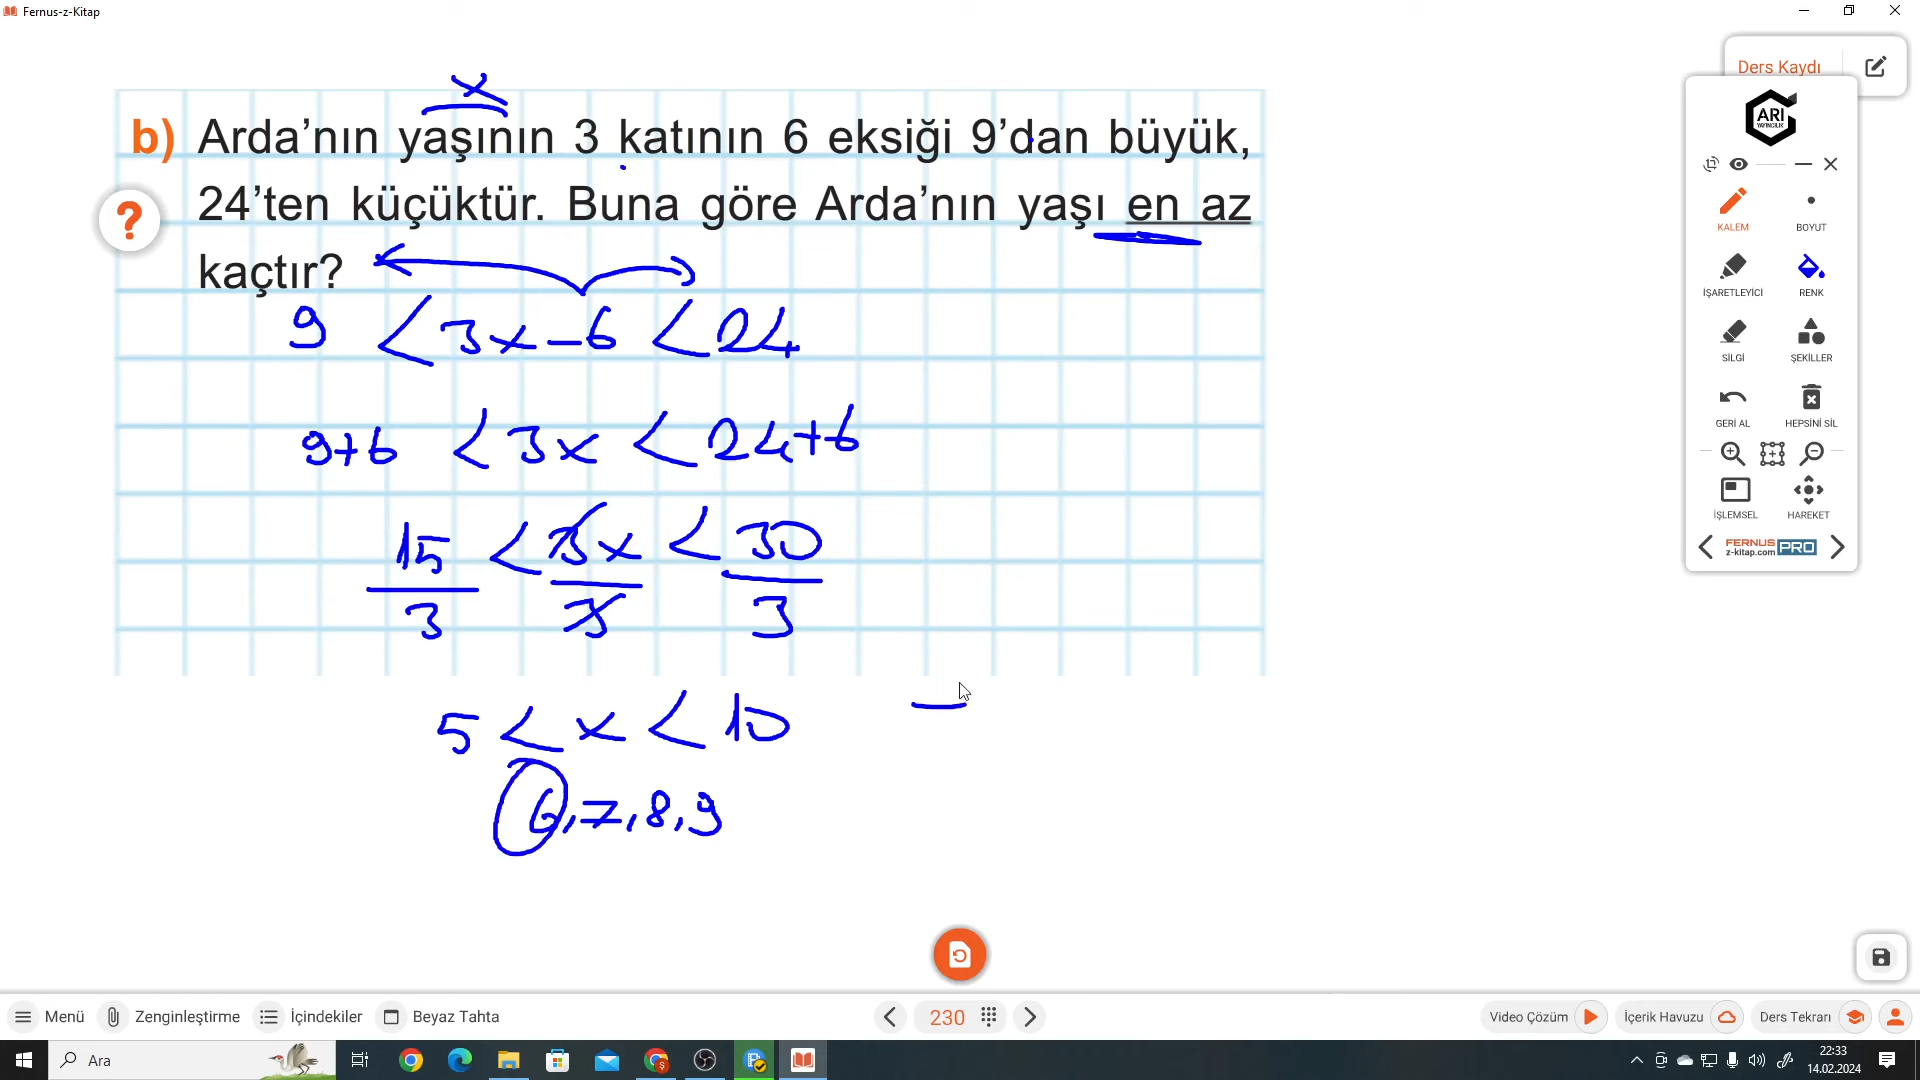 Fernus-z-Kitap
Ders Kaydı
x
b) Arda’nın yaşının 3 katının 6 eksiği 9’dan büyük,
24’ten küçüktür. Buna göre Arda’nın yaşı en az
kaçtır?
9 < 3x - 6 < 24
9+6 < 3x < 24+6
15 < 3x < 30
3 3 3
5 < x < 10
6, 7, 8, 9
ARI
YAYINCILIK
KALEM BOYUT
İŞARETLEYİCİ RENK
SİLGİ ŞEKİLLER
GERİ AL HEPSİNİ SİL
İŞLEMSEL HAREKET
FERNUS
z-kitap.com PRO
Menü Zenginleştirme İçindekiler Beyaz Tahta 230 Video Çözüm İçerik Havuzu Ders Tekrarı
Ara
22:33
14.02.2024